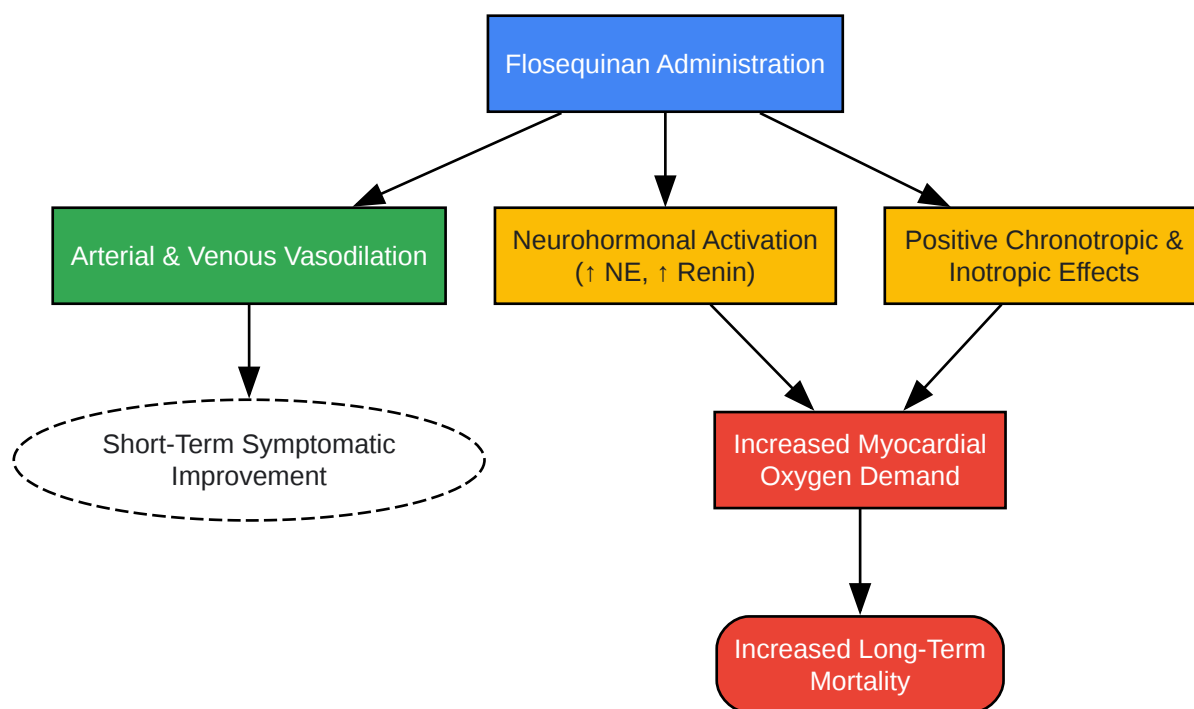 Flosequinan Administration
Arterial & Venous Vasodilation
Neurohormonal Activation
(↑ NE, ↑ Renin)
Positive Chronotropic &
Inotropic Effects
Short-Term Symptomatic
Improvement
Increased Myocardial
Oxygen Demand
Increased Long-Term
Mortality